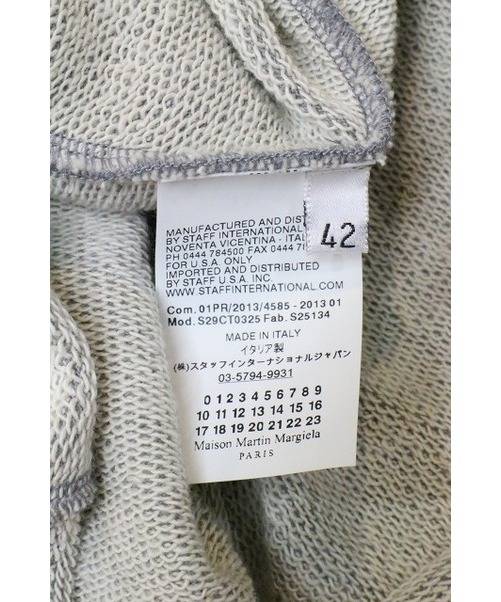 MANUFACTURED AND DIST
BY STAFF INTERNATIONAL
NOVENTA VICENTINA - ITAL
PH 0444 784500 FAX 0444 78
FOR U.S.A. ONLY
IMPORTED AND DISTRIBUTED
BY STAFF U.S.A. INC.
WWW.STAFFINTERNATIONAL.COM
42
Com. 01PR/2013/4585 - 2013 01
Mod. S29CT0325 Fab. S25134
MADE IN ITALY
イタリア製
(株)スタッフインターナショナルジャパン
03-5794-9931
0 1 2 3 4 5 6 7 8 9
10 11 12 13 14 15 16
17 18 19 20 21 22 23
Maison Martin Margiela
PARIS